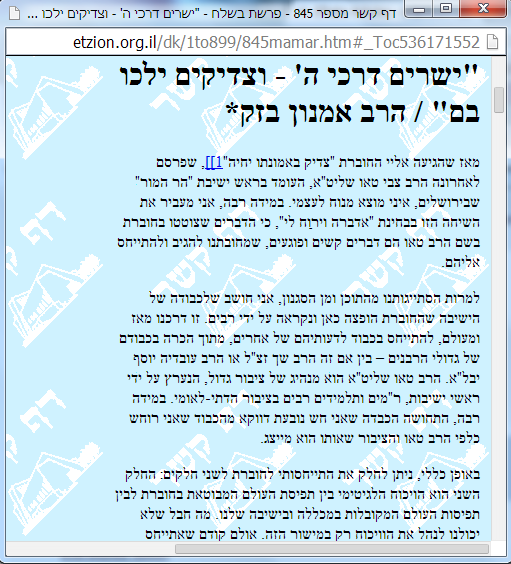 דף קשר מספר 845 - פרשת בשלח - "ישרים דרכי ה' - וצדיקים ילכו ...
etzion.org.il/dk/1to899/845mamar.htm#_Toc536171552
"ישרים דרכי ה' - וצדיקים ילכו
בם" / הרב אמנון בזק*
מאז שהגיעה אליי החוברת "צדיק באמונתו יחיה"[1], שפרסם
לאחרונה הרב צבי טאו שליט"א, העומד בראש ישיבת "הר המור"
שבירושלים, איני מוצא מנוח לעצמי. במידה רבה, אני מעביר את
השיחה הזו בבחינת "אדברה וירוַח לי", כי הדברים שצוטטו בחוברת
בשם הרב טאו הם דברים קשים ופוגעים, שמחובתנו להגיב ולהתייחס
אליהם.
למרות הסתייגותנו מהתוכן ומן הסגנון, אני חושב שלכבודה של
הישיבה שהחוברת הופצה כאן ונקראה על ידי רבים. זו דרכנו מאז
ומעולם, להתייחס בכבוד לדעותיהם של אחרים, מתוך הכרה בכבודם
של גדולי הרבנים – בין אם זה הרב שך זצ"ל או הרב עובדיה יוסף
יבל"א. הרב טאו שליט"א הוא מנהיג של ציבור גדול, הנערץ על ידי
ראשי ישיבות, ר"מים ותלמידים רבים בציבור הדתי-לאומי. במידה
רבה, התחושה הכבדה שאני חש נובעת דווקא מהכבוד שאני רוחש
כלפי הרב טאו והציבור שאותו הוא מייצג.
באופן כללי, ניתן לחלק את התייחסותי לחוברת לשני חלקים: החלק
השני הוא הויכוח הלגיטימי בין תפיסת העולם המבוטאת בחוברת לבין
תפיסות העולם המקובלות במכללה ובישיבה שלנו. מה חבל שלא
יכולנו לנהל את הוויכוח רק במישור הזה. אולם קודם שאתייחס